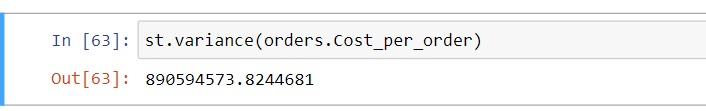 In [63]: st.variance(orders.Cost_per_order)
Out[63]: 890594573.8244681